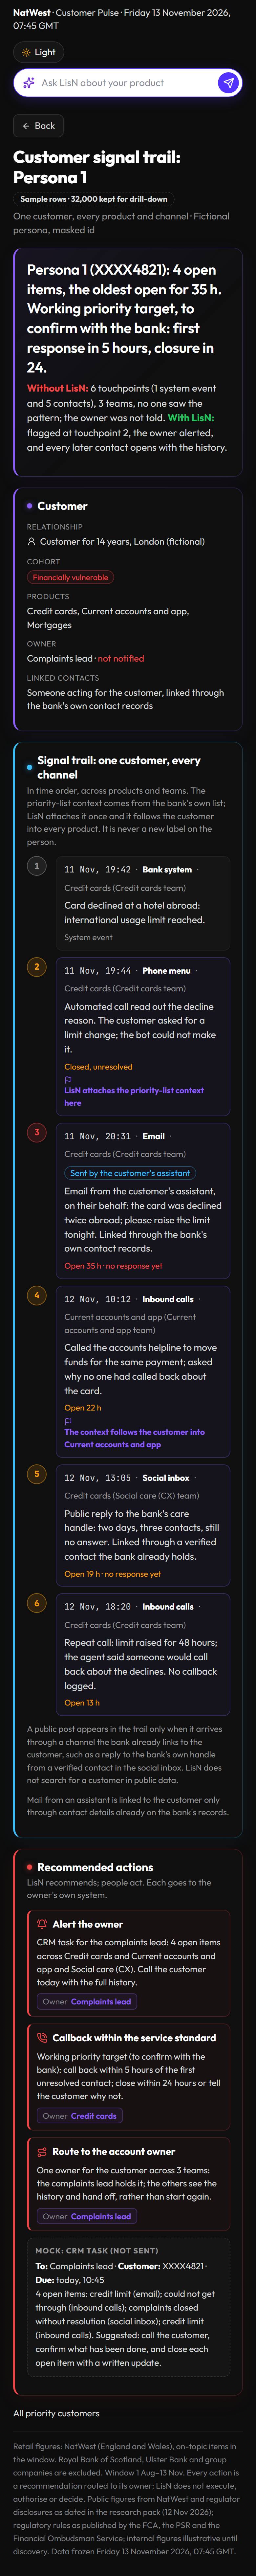 NatWest · Customer Pulse · Friday 13 November 2026,
07:45 GMT
Light
Ask LisN about your product
Back
Customer signal trail:
Persona 1
Sample rows · 32,000 kept for drill-down
One customer, every product and channel · Fictional
persona, masked id
Persona 1 (XXXX4821): 4 open
items, the oldest open for 35 h.
Working priority target, to
confirm with the bank: first
response in 5 hours, closure in
24.
Without LisN: 6 touchpoints (1 system event
and 5 contacts), 3 teams, no one saw the
pattern; the owner was not told. With LisN:
flagged at touchpoint 2, the owner alerted,
and every later contact opens with the history.
Customer
RELATIONSHIP
Customer for 14 years, London (fictional)
COHORT
Financially vulnerable
PRODUCTS
Credit cards, Current accounts and app,
Mortgages
OWNER
Complaints lead · not notified
LINKED CONTACTS
Someone acting for the customer, linked through
the bank's own contact records
Signal trail: one customer, every
channel
In time order, across products and teams. The
priority-list context comes from the bank's own list;
LisN attaches it once and it follows the customer
into every product. It is never a new label on the
person.
1
11 Nov, 19:42 · Bank system ·
Credit cards (Credit cards team)
Card declined at a hotel abroad:
international usage limit reached.
System event
2
11 Nov, 19:44 · Phone menu ·
Credit cards (Credit cards team)
Automated call read out the decline
reason. The customer asked for a
limit change; the bot could not make
it.
Closed, unresolved
LisN attaches the priority-list context
here
3
11 Nov, 20:31 · Email ·
Credit cards (Credit cards team)
Sent by the customer's assistant
Email from the customer's assistant,
on their behalf: the card was declined
twice abroad; please raise the limit
tonight. Linked through the bank's
own contact records.
Open 35 h · no response yet
4
12 Nov, 10:12 · Inbound calls ·
Current accounts and app (Current
accounts and app team)
Called the accounts helpline to move
funds for the same payment; asked
why no one had called back about
the card.
Open 22 h
The context follows the customer into
Current accounts and app
5
12 Nov, 13:05 · Social inbox ·
Credit cards (Social care (CX) team)
Public reply to the bank's care
handle: two days, three contacts, still
no answer. Linked through a verified
contact the bank already holds.
Open 19 h · no response yet
6
12 Nov, 18:20 · Inbound calls ·
Credit cards (Credit cards team)
Repeat call: limit raised for 48 hours;
the agent said someone would call
back about the declines. No callback
logged.
Open 13 h
A public post appears in the trail only when it arrives
through a channel the bank already links to the
customer, such as a reply to the bank's own handle
from a verified contact in the social inbox. LisN does
not search for a customer in public data.
Mail from an assistant is linked to the customer only
through contact details already on the bank's records.
Recommended actions
LisN recommends; people act. Each goes to the
owner's own system.
Alert the owner
CRM task for the complaints lead: 4 open items
across Credit cards and Current accounts and
app and Social care (CX). Call the customer
today with the full history.
Owner Complaints lead
Callback within the service standard
Working priority target (to confirm with the
bank): call back within 5 hours of the first
unresolved contact; close within 24 hours or tell
the customer why not.
Owner Credit cards
Route to the account owner
One owner for the customer across 3 teams:
the complaints lead holds it; the others see the
history and hand off, rather than start again.
Owner Complaints lead
MOCK: CRM TASK (NOT SENT)
To: Complaints lead · Customer: XXXX4821 ·
Due: today, 10:45
4 open items: credit limit (email); could not get
through (inbound calls); complaints closed
without resolution (social inbox); credit limit
(inbound calls). Suggested: call the customer,
confirm what has been done, and close each
open item with a written update.
All priority customers
Retail figures: NatWest (England and Wales), on-topic items in
the window. Royal Bank of Scotland, Ulster Bank and group
companies are excluded. Window 1 Aug–13 Nov. Every action is
a recommendation routed to its owner; LisN does not execute,
authorise or decide. Public figures from NatWest and regulator
disclosures as dated in the research pack (12 Nov 2026);
regulatory rules as published by the FCA, the PSR and the
Financial Ombudsman Service; internal figures illustrative until
discovery. Data frozen Friday 13 November 2026, 07:45 GMT.